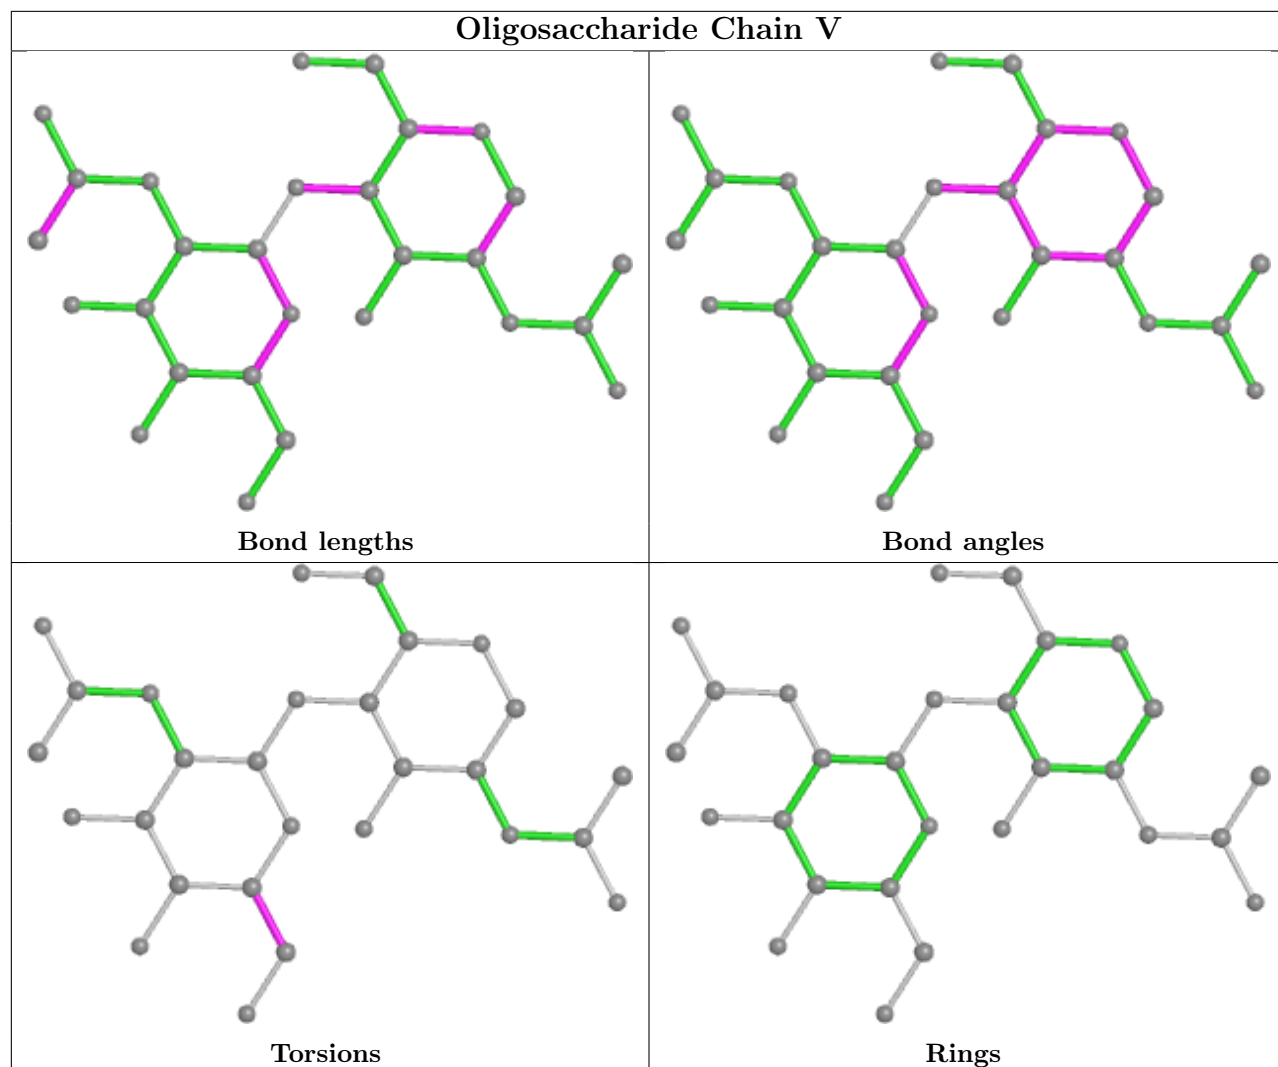 Oligosaccharide Chain V
Bond lengths
Bond angles
Torsions
Rings